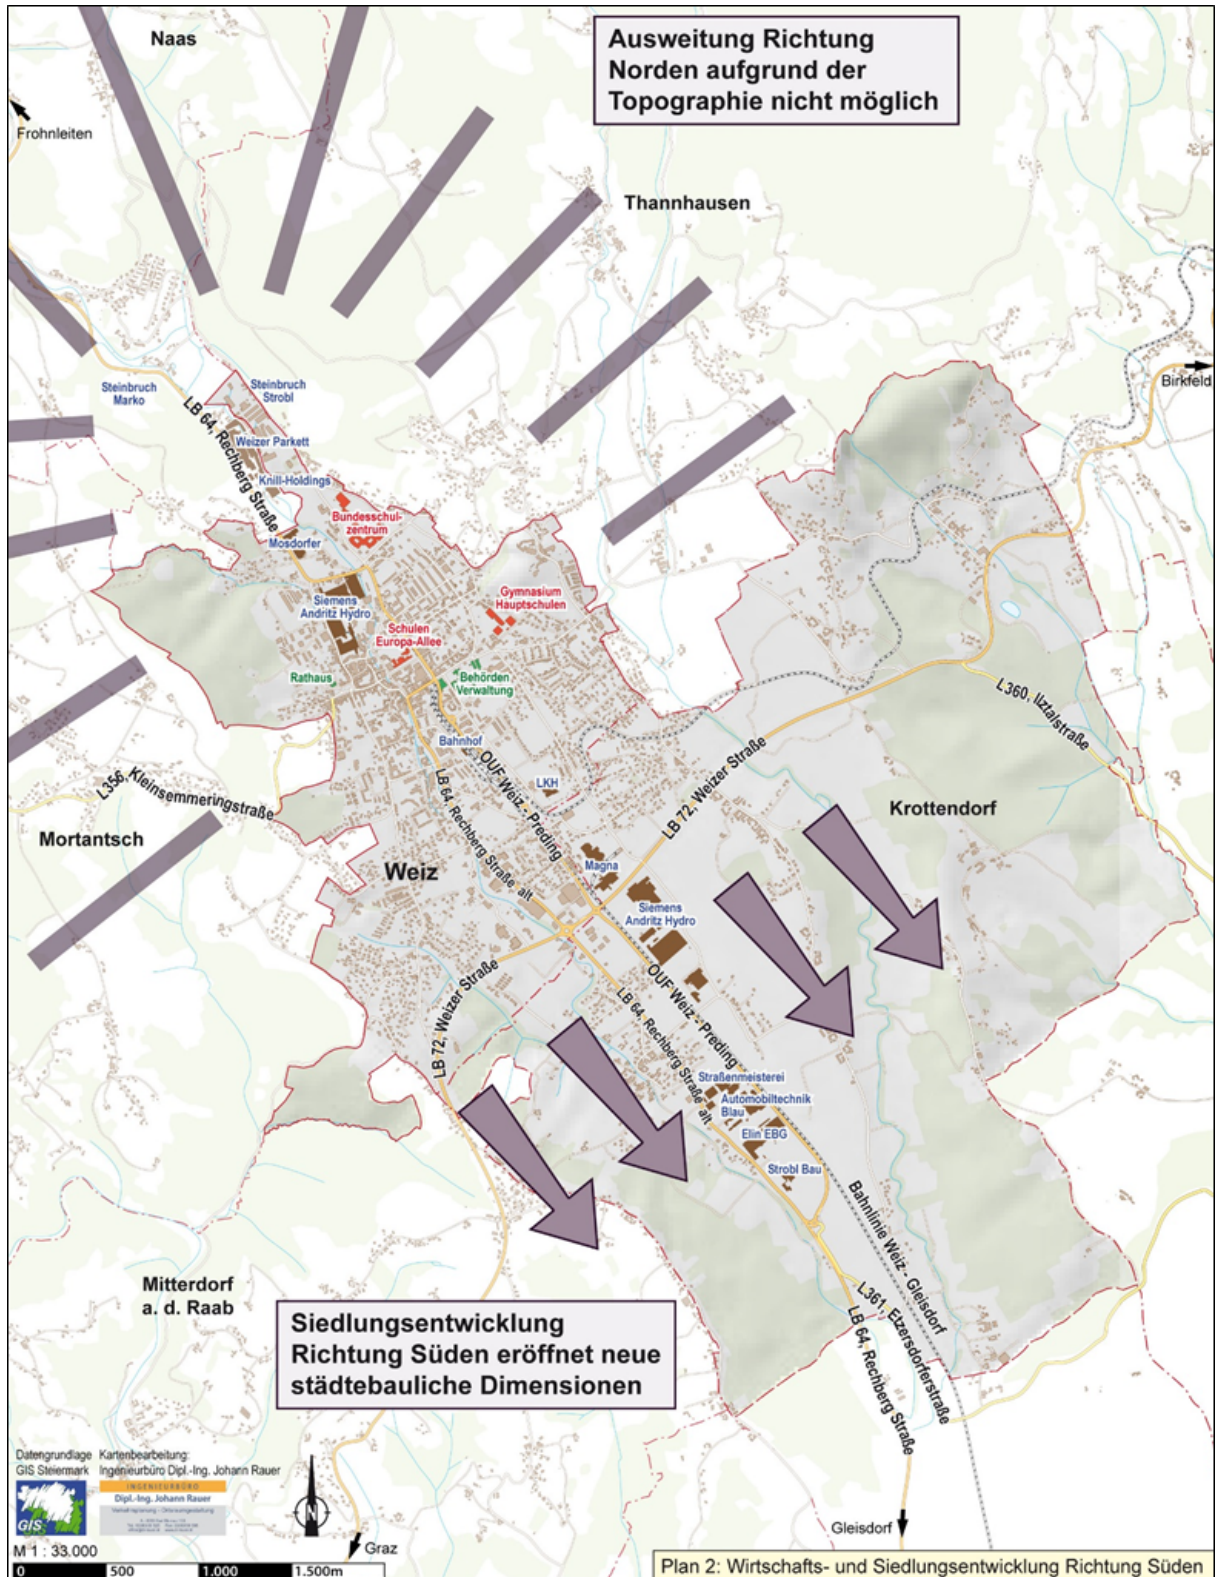 Naas
Ausweitung Richtung
Norden aufgrund der
Topographie nicht möglich
Frohnleiten
Thannhausen
Birkfeld
Steinbruch
Marko
Steinbruch
Strobl
LB 64, Rechberg Straße
Weizer Parkett
Knill-Holdings
Bundesschul-
zentrum
Mosdorfer
Siemens
Andritz Hydro
Gymnasium
Hauptschulen
Schulen
Europa-Allee
Rathaus
Behörden
Verwaltung
Bahnhof
OUF Weiz - Preding
LKH
LB 64, Rechberg Straße alt
LB 72, Weizer Straße
L360, Ilztalstraße
L356, Kleinsemmeringstraße
Mortantsch
Krottendorf
Weiz
Magna
Siemens
Andritz Hydro
LB 72, Weizer Straße
OUF Weiz - Preding
LB 64, Rechberg Straße alt
Straßenmeisterei
Automobiltechnik
Blau
Elin EBG
Strobl Bau
Bahnlinie Weiz - Gleisdorf
L361, Etzersdorferstraße
LB 64, Rechberg Straße
Mitterdorf
a. d. Raab
Siedlungsentwicklung
Richtung Süden eröffnet neue
städtebauliche Dimensionen
Datengrundlage
GIS Steiermark
Kartenbearbeitung:
Ingenieurbüro Dipl.-Ing. Johann Rauer
GIS
INGENIEURBÜRO
Dipl.-Ing. Johann Rauer
N
Graz
Gleisdorf
M 1 : 33.000
0 500 1.000 1.500m
Plan 2: Wirtschafts- und Siedlungsentwicklung Richtung Süden